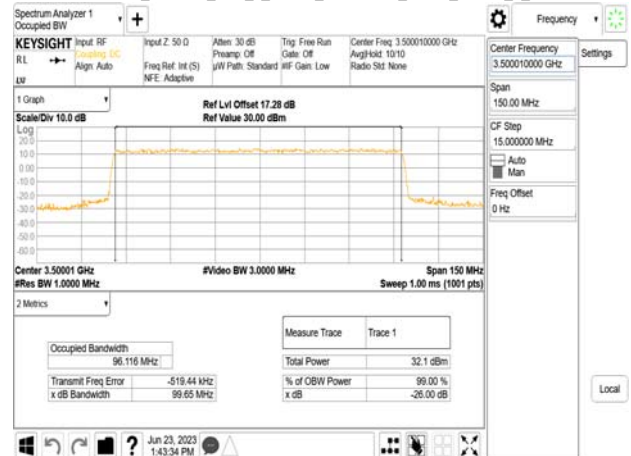 Spectrum Analyzer 1
Occupied BW
+
Frequency
KEYSIGHT
Input: RF
Coupling: DC
Align: Auto
RL
Input Z: 50 Ω
Freq Ref: Int (S)
NFE: Adaptive
Atten: 30 dB
Preamp: Off
µW Path: Standard
Trig: Free Run
Gate: Off
#IF Gain: Low
Center Freq: 3.500010000 GHz
Avg|Hold: 10/10
Radio Std: None
1 Graph
Scale/Div 10.0 dB
Ref Lvl Offset 17.28 dB
Ref Value 30.00 dBm
Log
20.0
10.0
0.00
-10.0
-20.0
-30.0
-40.0
-50.0
-60.0
Center 3.50001 GHz
#Res BW 1.0000 MHz
#Video BW 3.0000 MHz
Span 150 MHz
Sweep 1.00 ms (1001 pts)
2 Metrics
Measure Trace Trace 1
Occupied Bandwidth
96.116 MHz
Total Power 32.1 dBm
Transmit Freq Error -519.44 kHz
% of OBW Power 99.00 %
x dB Bandwidth 99.65 MHz
x dB -26.00 dB
Jun 23, 2023
1:43:34 PM
Center Frequency
3.500010000 GHz
Settings
Span
150.00 MHz
CF Step
15.000000 MHz
Auto
Man
Freq Offset
0 Hz
Local